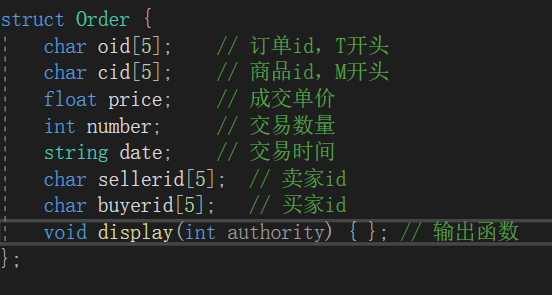 struct Order {
char oid[5]; // 订单id，T开头
char cid[5]; // 商品id，M开头
float price; // 成交单价
int number; // 交易数量
string date; // 交易时间
char sellerid[5]; // 卖家id
char buyerid[5]; // 买家id
void display(int authority) { }; // 输出函数
};